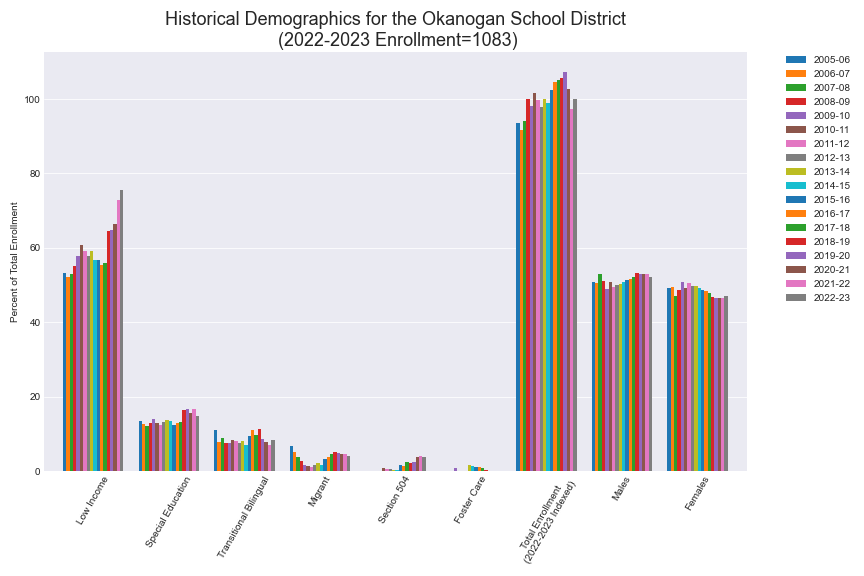 Historical Demographics for the Okanogan School District
(2022-2023 Enrollment=1083)
Percent of Total Enrollment
100
80
60
40
20
0
Low Income
Special Education
Transitional Bilingual
Migrant
Section 504
Foster Care
Total Enrollment
(2022-2023 Indexed)
Males
Females
2005-06
2006-07
2007-08
2008-09
2009-10
2010-11
2011-12
2012-13
2013-14
2014-15
2015-16
2016-17
2017-18
2018-19
2019-20
2020-21
2021-22
2022-23